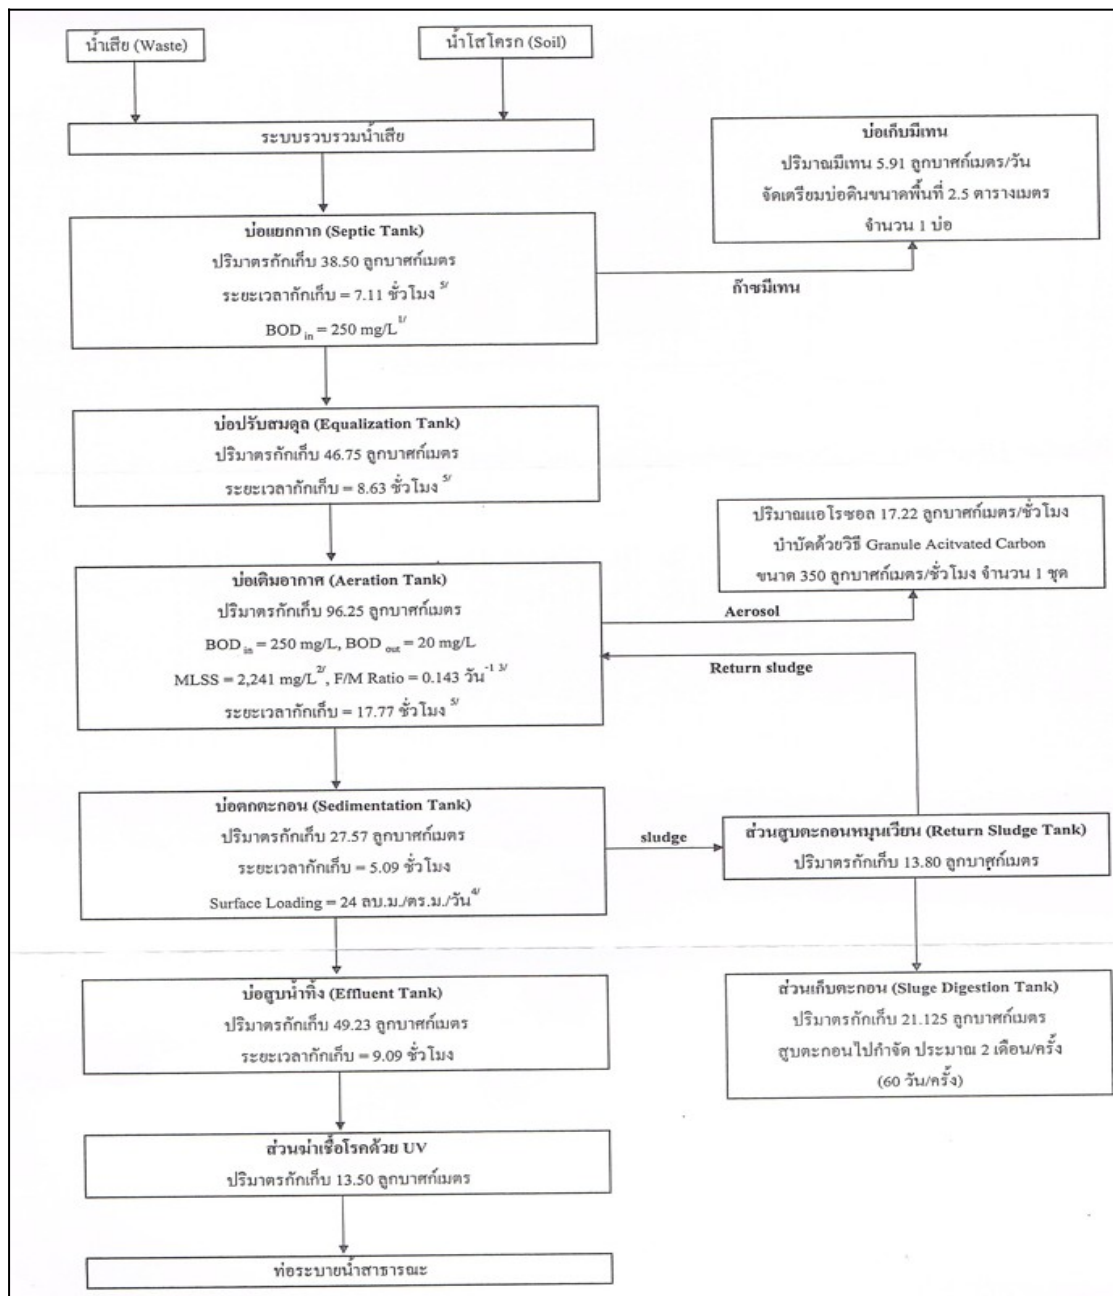 น้ำเสีย (Waste)
น้ำโสโครก (Soil)
ระบบรวบรวมน้ำเสีย
บ่อเก็บมีเทน
ปริมาณมีเทน 5.91 ลูกบาศก์เมตร/วัน
จัดเตรียมบ่อดินขนาดพื้นที่ 2.5 ตารางเมตร
จำนวน 1 บ่อ
บ่อแยกกาก (Septic Tank)
ปริมาตรกักเก็บ 38.50 ลูกบาศก์เมตร
ระยะเวลากักเก็บ = 7.11 ชั่วโมง 5/
BOD in = 250 mg/L 1/
ก๊าซมีเทน
บ่อปรับสมดุล (Equalization Tank)
ปริมาตรกักเก็บ 46.75 ลูกบาศก์เมตร
ระยะเวลากักเก็บ = 8.63 ชั่วโมง 5/
ปริมาณแอโรซอล 17.22 ลูกบาศก์เมตร/ชั่วโมง
บำบัดด้วยวิธี Granule Acitvated Carbon
ขนาด 350 ลูกบาศก์เมตร/ชั่วโมง จำนวน 1 ชุด
บ่อเติมอากาศ (Aeration Tank)
ปริมาตรกักเก็บ 96.25 ลูกบาศก์เมตร
BOD in = 250 mg/L, BOD out = 20 mg/L
MLSS = 2,241 mg/L 2/, F/M Ratio = 0.143 วัน -1 3/
ระยะเวลากักเก็บ = 17.77 ชั่วโมง 5/
Aerosol
Return sludge
บ่อตกตะกอน (Sedimentation Tank)
ปริมาตรกักเก็บ 27.57 ลูกบาศก์เมตร
ระยะเวลากักเก็บ = 5.09 ชั่วโมง
Surface Loading = 24 ลบ.ม./ตร.ม./วัน 4/
sludge
ส่วนสูบตะกอนหมุนเวียน (Return Sludge Tank)
ปริมาตรกักเก็บ 13.80 ลูกบาศก์เมตร
บ่อสูบน้ำทิ้ง (Effluent Tank)
ปริมาตรกักเก็บ 49.23 ลูกบาศก์เมตร
ระยะเวลากักเก็บ = 9.09 ชั่วโมง
ส่วนเก็บตะกอน (Sluge Digestion Tank)
ปริมาตรกักเก็บ 21.125 ลูกบาศก์เมตร
สูบตะกอนไปกำจัด ประมาณ 2 เดือน/ครั้ง
(60 วัน/ครั้ง)
ส่วนฆ่าเชื้อโรคด้วย UV
ปริมาตรกักเก็บ 13.50 ลูกบาศก์เมตร
ท่อระบายน้ำสาธารณะ